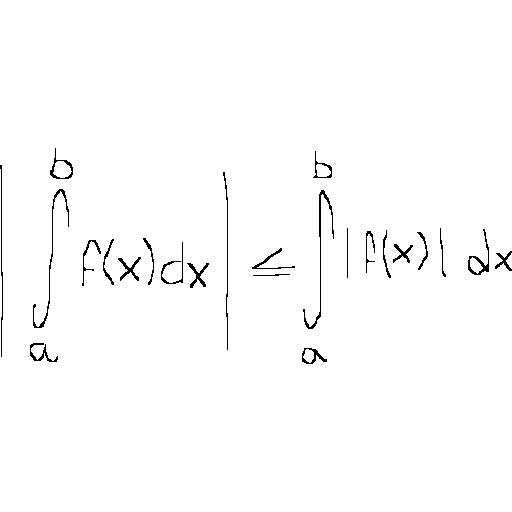 | ∫_a^b f(x)dx | ≤ ∫_a^b |f(x)| dx